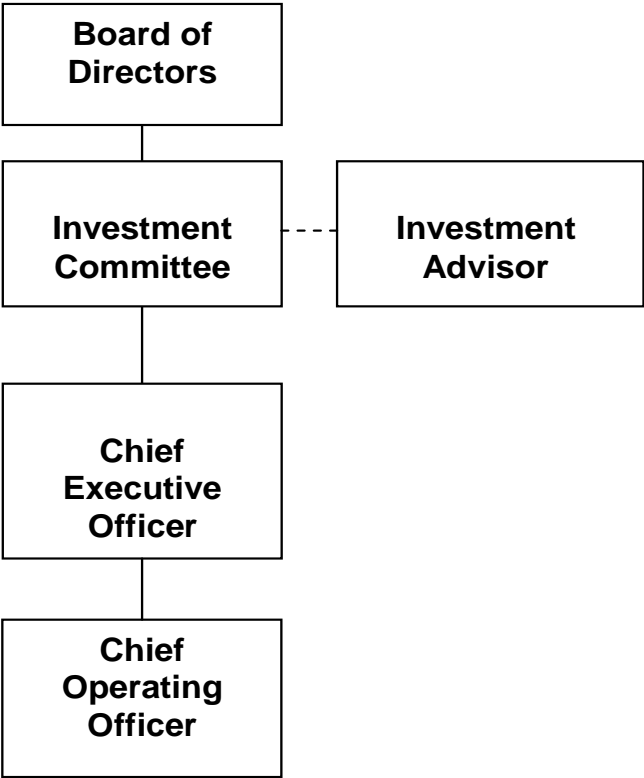 Board of
Directors
Investment
Committee
Investment
Advisor
Chief
Executive
Officer
Chief
Operating
Officer